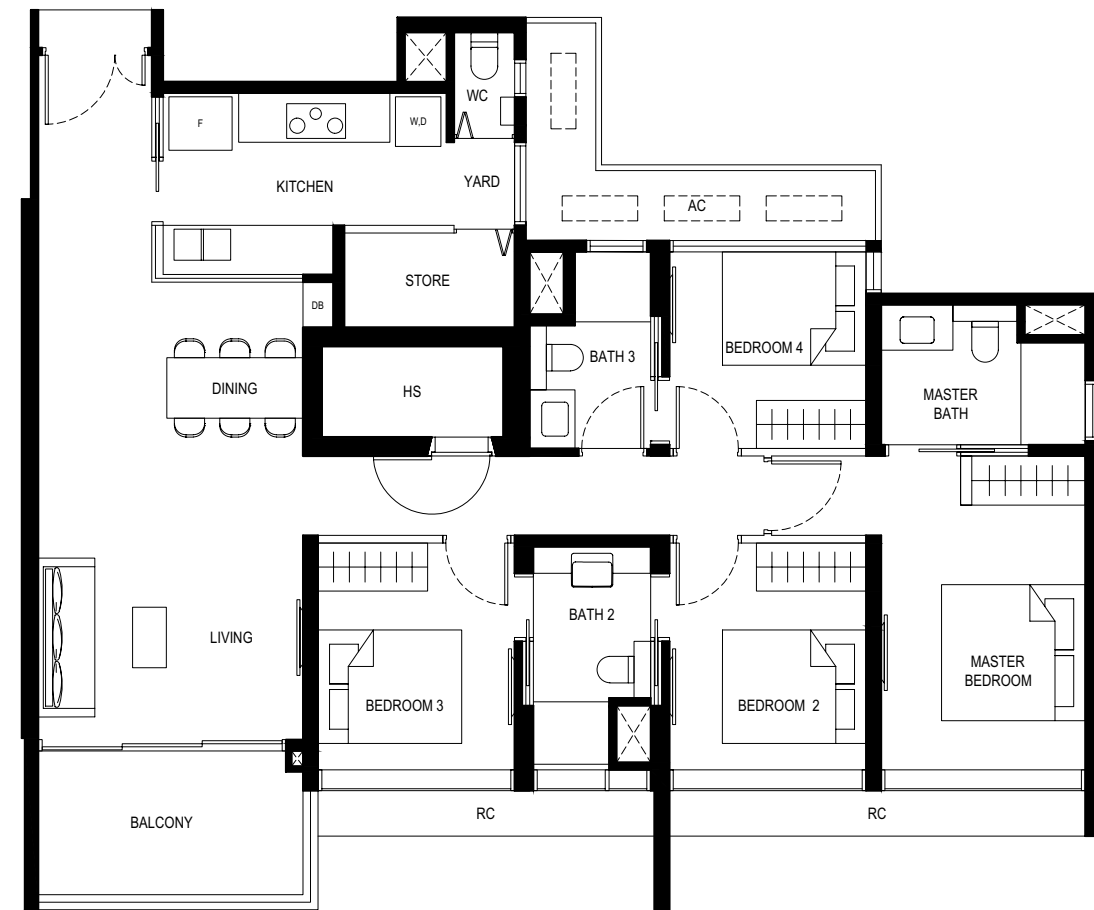 WC
F
W,D
KITCHEN
YARD
AC
STORE
DB
BATH 3
BEDROOM 4
DINING
HS
MASTER
BATH
LIVING
BATH 2
BEDROOM 3
BEDROOM 2
MASTER
BEDROOM
BALCONY
RC
RC